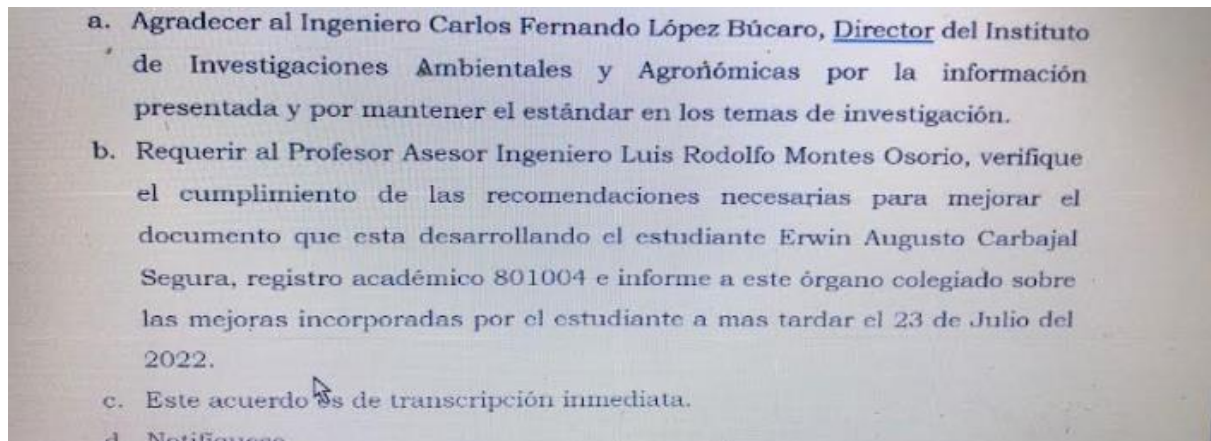 a. Agradecer al Ingeniero Carlos Fernando López Búcaro, Director del Instituto
de Investigaciones Ambientales y Agronómicas por la información
presentada y por mantener el estándar en los temas de investigación.
b. Requerir al Profesor Asesor Ingeniero Luis Rodolfo Montes Osorio, verifique
el cumplimiento de las recomendaciones necesarias para mejorar el
documento que esta desarrollando el estudiante Erwin Augusto Carbajal
Segura, registro académico 801004 e informe a este órgano colegiado sobre
las mejoras incorporadas por el estudiante a mas tardar el 23 de Julio del
2022.
c. Este acuerdo es de transcripción inmediata.
d. Notifíquese